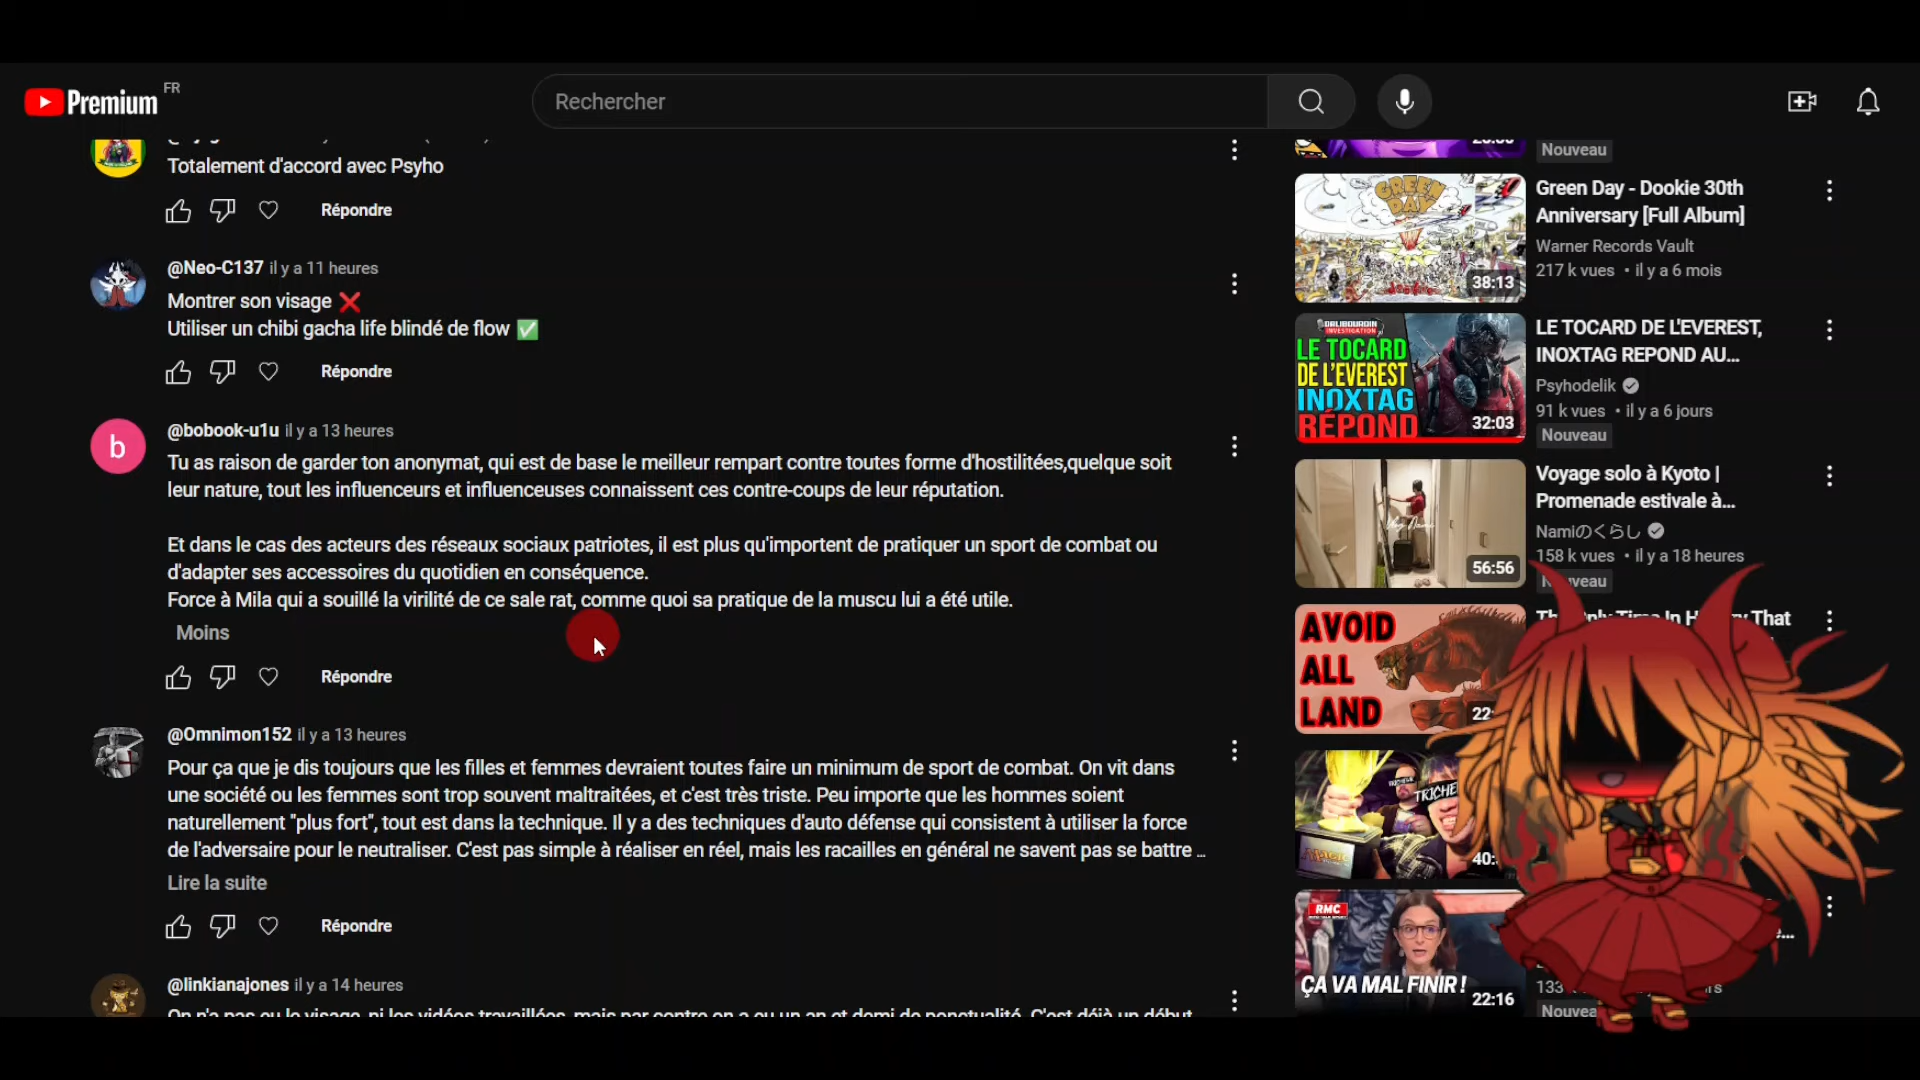 Premium FR
Rechercher
Totalement d'accord avec Psyho
Répondre
@Neo-C137 il y a 11 heures
Montrer son visage ❌
Utiliser un chibi gacha life blindé de flow ✅
Répondre
b
@bobook-u1u il y a 13 heures
Tu as raison de garder ton anonymat, qui est de base le meilleur rempart contre toutes forme d'hostilitées,quelque soit
leur nature, tout les influenceurs et influenceuses connaissent ces contre-coups de leur réputation.
Et dans le cas des acteurs des réseaux sociaux patriotes, il est plus qu'importent de pratiquer un sport de combat ou
d'adapter ses accessoires du quotidien en conséquence.
Force à Mila qui a souillé la virilité de ce sale rat, comme quoi sa pratique de la muscu lui a été utile.
Moins
Répondre
@Omnimon152 il y a 13 heures
Pour ça que je dis toujours que les filles et femmes devraient toutes faire un minimum de sport de combat. On vit dans
une société ou les femmes sont trop souvent maltraitées, et c'est très triste. Peu importe que les hommes soient
naturellement "plus fort", tout est dans la technique. Il y a des techniques d'auto défense qui consistent à utiliser la force
de l'adversaire pour le neutraliser. C'est pas simple à réaliser en réel, mais les racailles en général ne savent pas se battre ...
Lire la suite
Répondre
@linkianajones il y a 14 heures
On n'a pas eu le visage, ni les vidéos travaillées, mais par contre on a eu un an et demi de ponctualité. C'est déjà un début
Nouveau
GREEN DAY
38:13
Green Day - Dookie 30th
Anniversary [Full Album]
Warner Records Vault
217 k vues • il y a 6 mois
DALIBOURDIN
INVESTIGATION
LE TOCARD
DE L'EVEREST
INOXTAG
RÉPOND
32:03
LE TOCARD DE L'EVEREST,
INOXTAG REPOND AU...
Psyhodelik
91 k vues • il y a 6 jours
Nouveau
56:56
Voyage solo à Kyoto |
Promenade estivale à...
Namiのくらし
158 k vues • il y a 18 heures
AVOID
ALL
LAND
22:
That
40:
RMC
ÇA VA MAL FINIR !
22:16
133